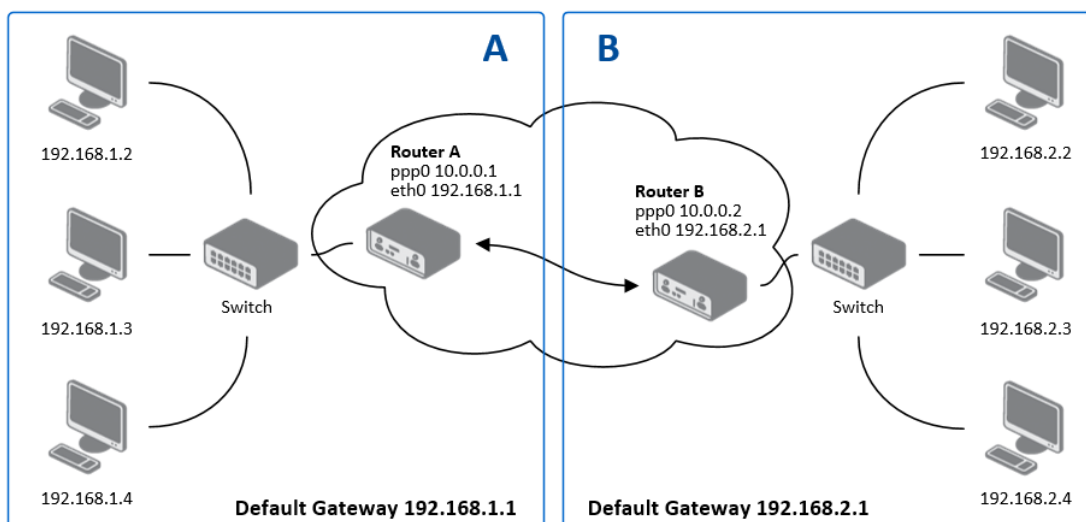 A
B
192.168.1.2
192.168.2.2
Router A
ppp0 10.0.0.1
eth0 192.168.1.1
Router B
ppp0 10.0.0.2
eth0 192.168.2.1
Switch
Switch
192.168.1.3
192.168.2.3
192.168.1.4
192.168.2.4
Default Gateway 192.168.1.1
Default Gateway 192.168.2.1